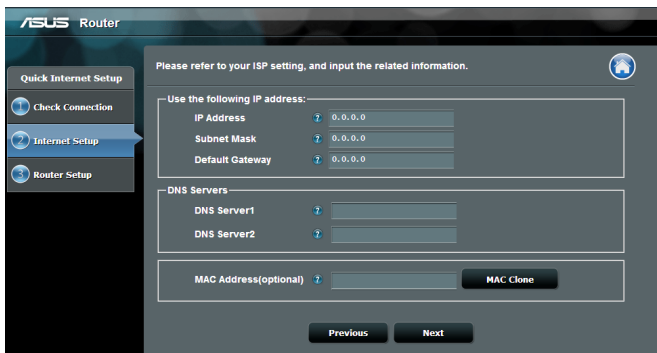 ASUS Router
Quick Internet Setup
1 Check Connection
2 Internet Setup
3 Router Setup
Please refer to your ISP setting, and input the related information.
Use the following IP address:
IP Address ? 0.0.0.0
Subnet Mask ? 0.0.0.0
Default Gateway ? 0.0.0.0
DNS Servers
DNS Server1 ?
DNS Server2 ?
MAC Address(optional) ? MAC Clone
Previous Next